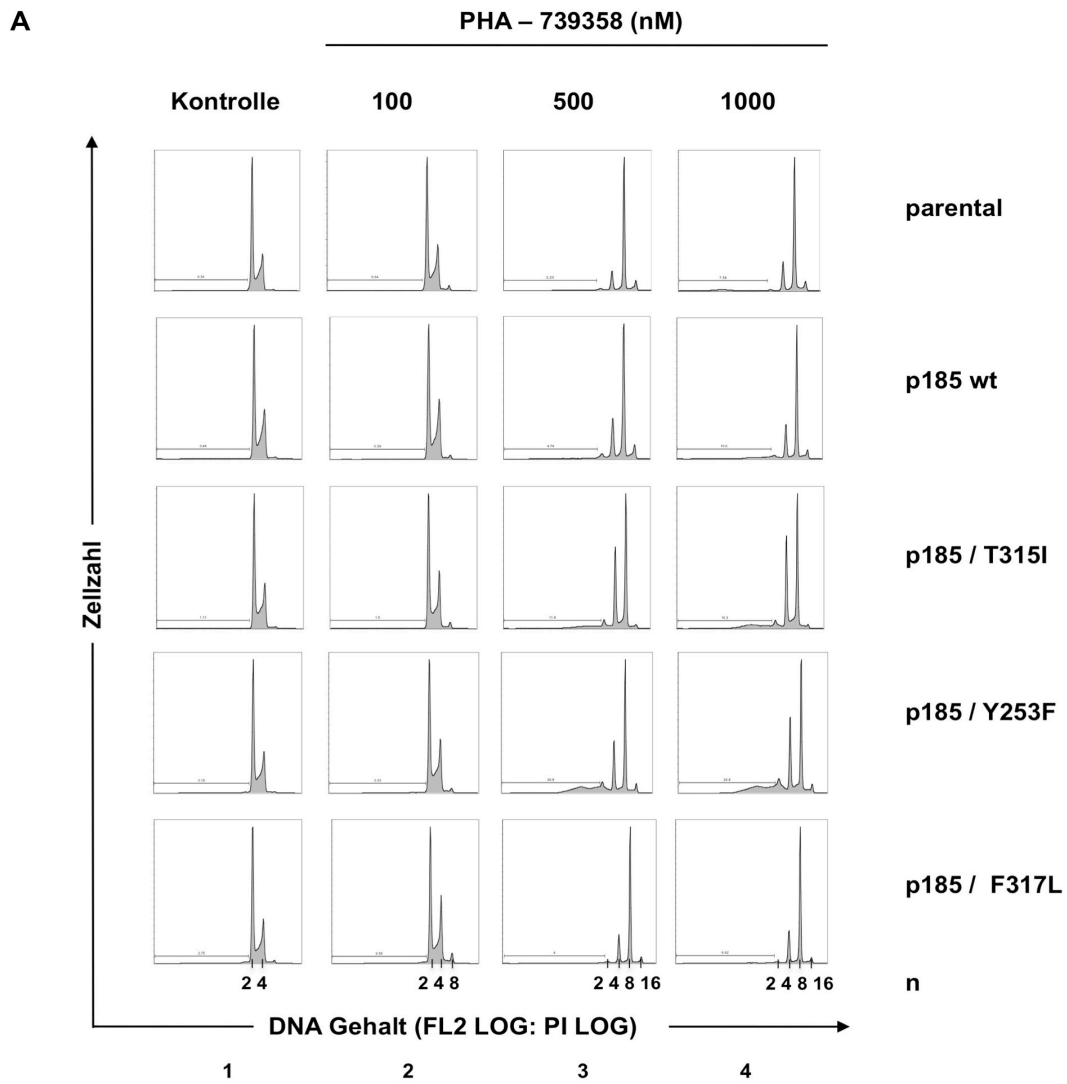 A
PHA – 739358 (nM)
Kontrolle 100 500 1000
parental
p185 wt
p185 / T315I
p185 / Y253F
p185 / F317L
Zellzahl
2 4 2 4 8 2 4 8 16 2 4 8 16 n
DNA Gehalt (FL2 LOG: PI LOG)
1 2 3 4